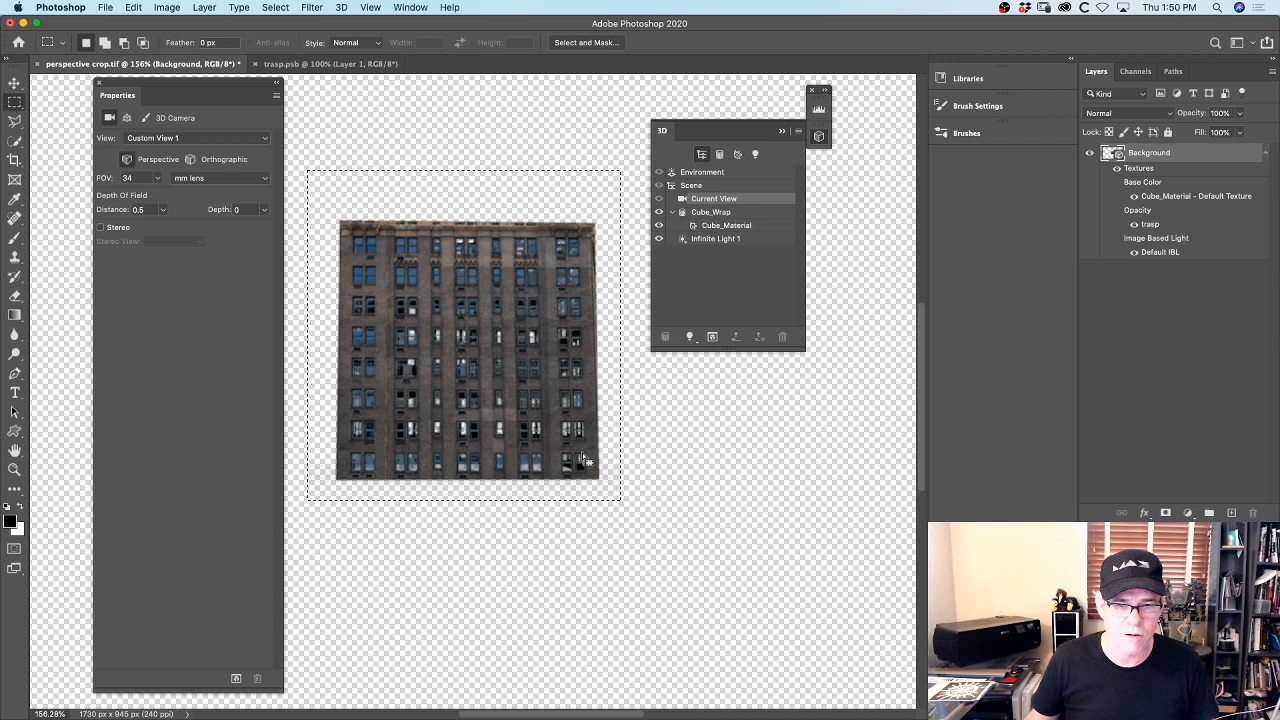 Photoshop File Edit Image Layer Type Select Filter 3D View Window Help Thu 1:50 PM
Adobe Photoshop 2020
Feather: 0 px Anti-alias Style: Normal Width: Height: Select and Mask...
perspective crop.tif @ 156% (Background, RGB/8*) * trasp.psb @ 100% (Layer 1, RGB/8*)
Properties
3D Camera
View: Custom View 1
Perspective Orthographic
FOV: 34 mm lens
Depth Of Field
Distance: 0.5 Depth: 0
Stereo
Stereo View:
3D
Environment
Scene
Current View
Cube_Wrap
Cube_Material
Infinite Light 1
Libraries
Brush Settings
Brushes
Layers Channels Paths
Kind
Normal Opacity: 100%
Lock: Fill: 100%
Background
Textures
Base Color
Cube_Material - Default Texture
Opacity
trasp
Image Based Light
Default IBL
156.28% 1730 px x 945 px (240 ppi)